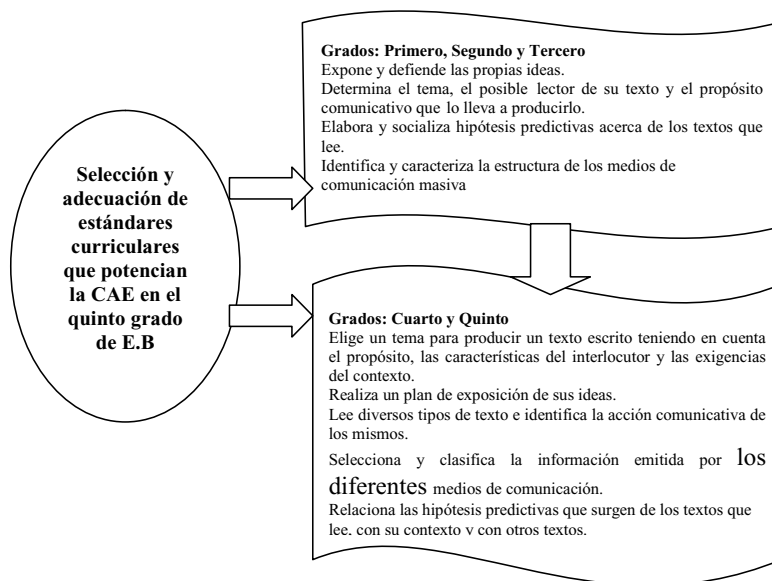 Selección y
adecuación de
estándares
curriculares
que potencian
la CAE en el
quinto grado
de E.B
Grados: Primero, Segundo y Tercero
Expone y defiende las propias ideas.
Determina el tema, el posible lector de su texto y el propósito
comunicativo que lo lleva a producirlo.
Elabora y socializa hipótesis predictivas acerca de los textos que
lee.
Identifica y caracteriza la estructura de los medios de
comunicación masiva
Grados: Cuarto y Quinto
Elige un tema para producir un texto escrito teniendo en cuenta
el propósito, las características del interlocutor y las exigencias
del contexto.
Realiza un plan de exposición de sus ideas.
Lee diversos tipos de texto e identifica la acción comunicativa de
los mismos.
Selecciona y clasifica la información emitida por los
diferentes medios de comunicación.
Relaciona las hipótesis predictivas que surgen de los textos que
lee, con su contexto y con otros textos.